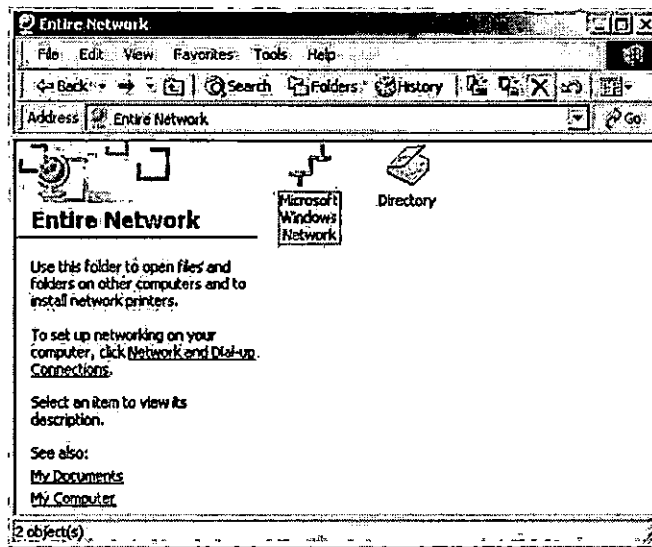 Entire Network
File Edit View Favorites Tools Help
Back Search Folders History
Address Entire Network Go
Microsoft Windows Network
Directory
Entire Network
Use this folder to open files and
folders on other computers and to
install network printers.
To set up networking on your
computer, click Network and Dial-up
Connections.
Select an item to view its
description.
See also:
My Documents
My Computer
2 object(s)